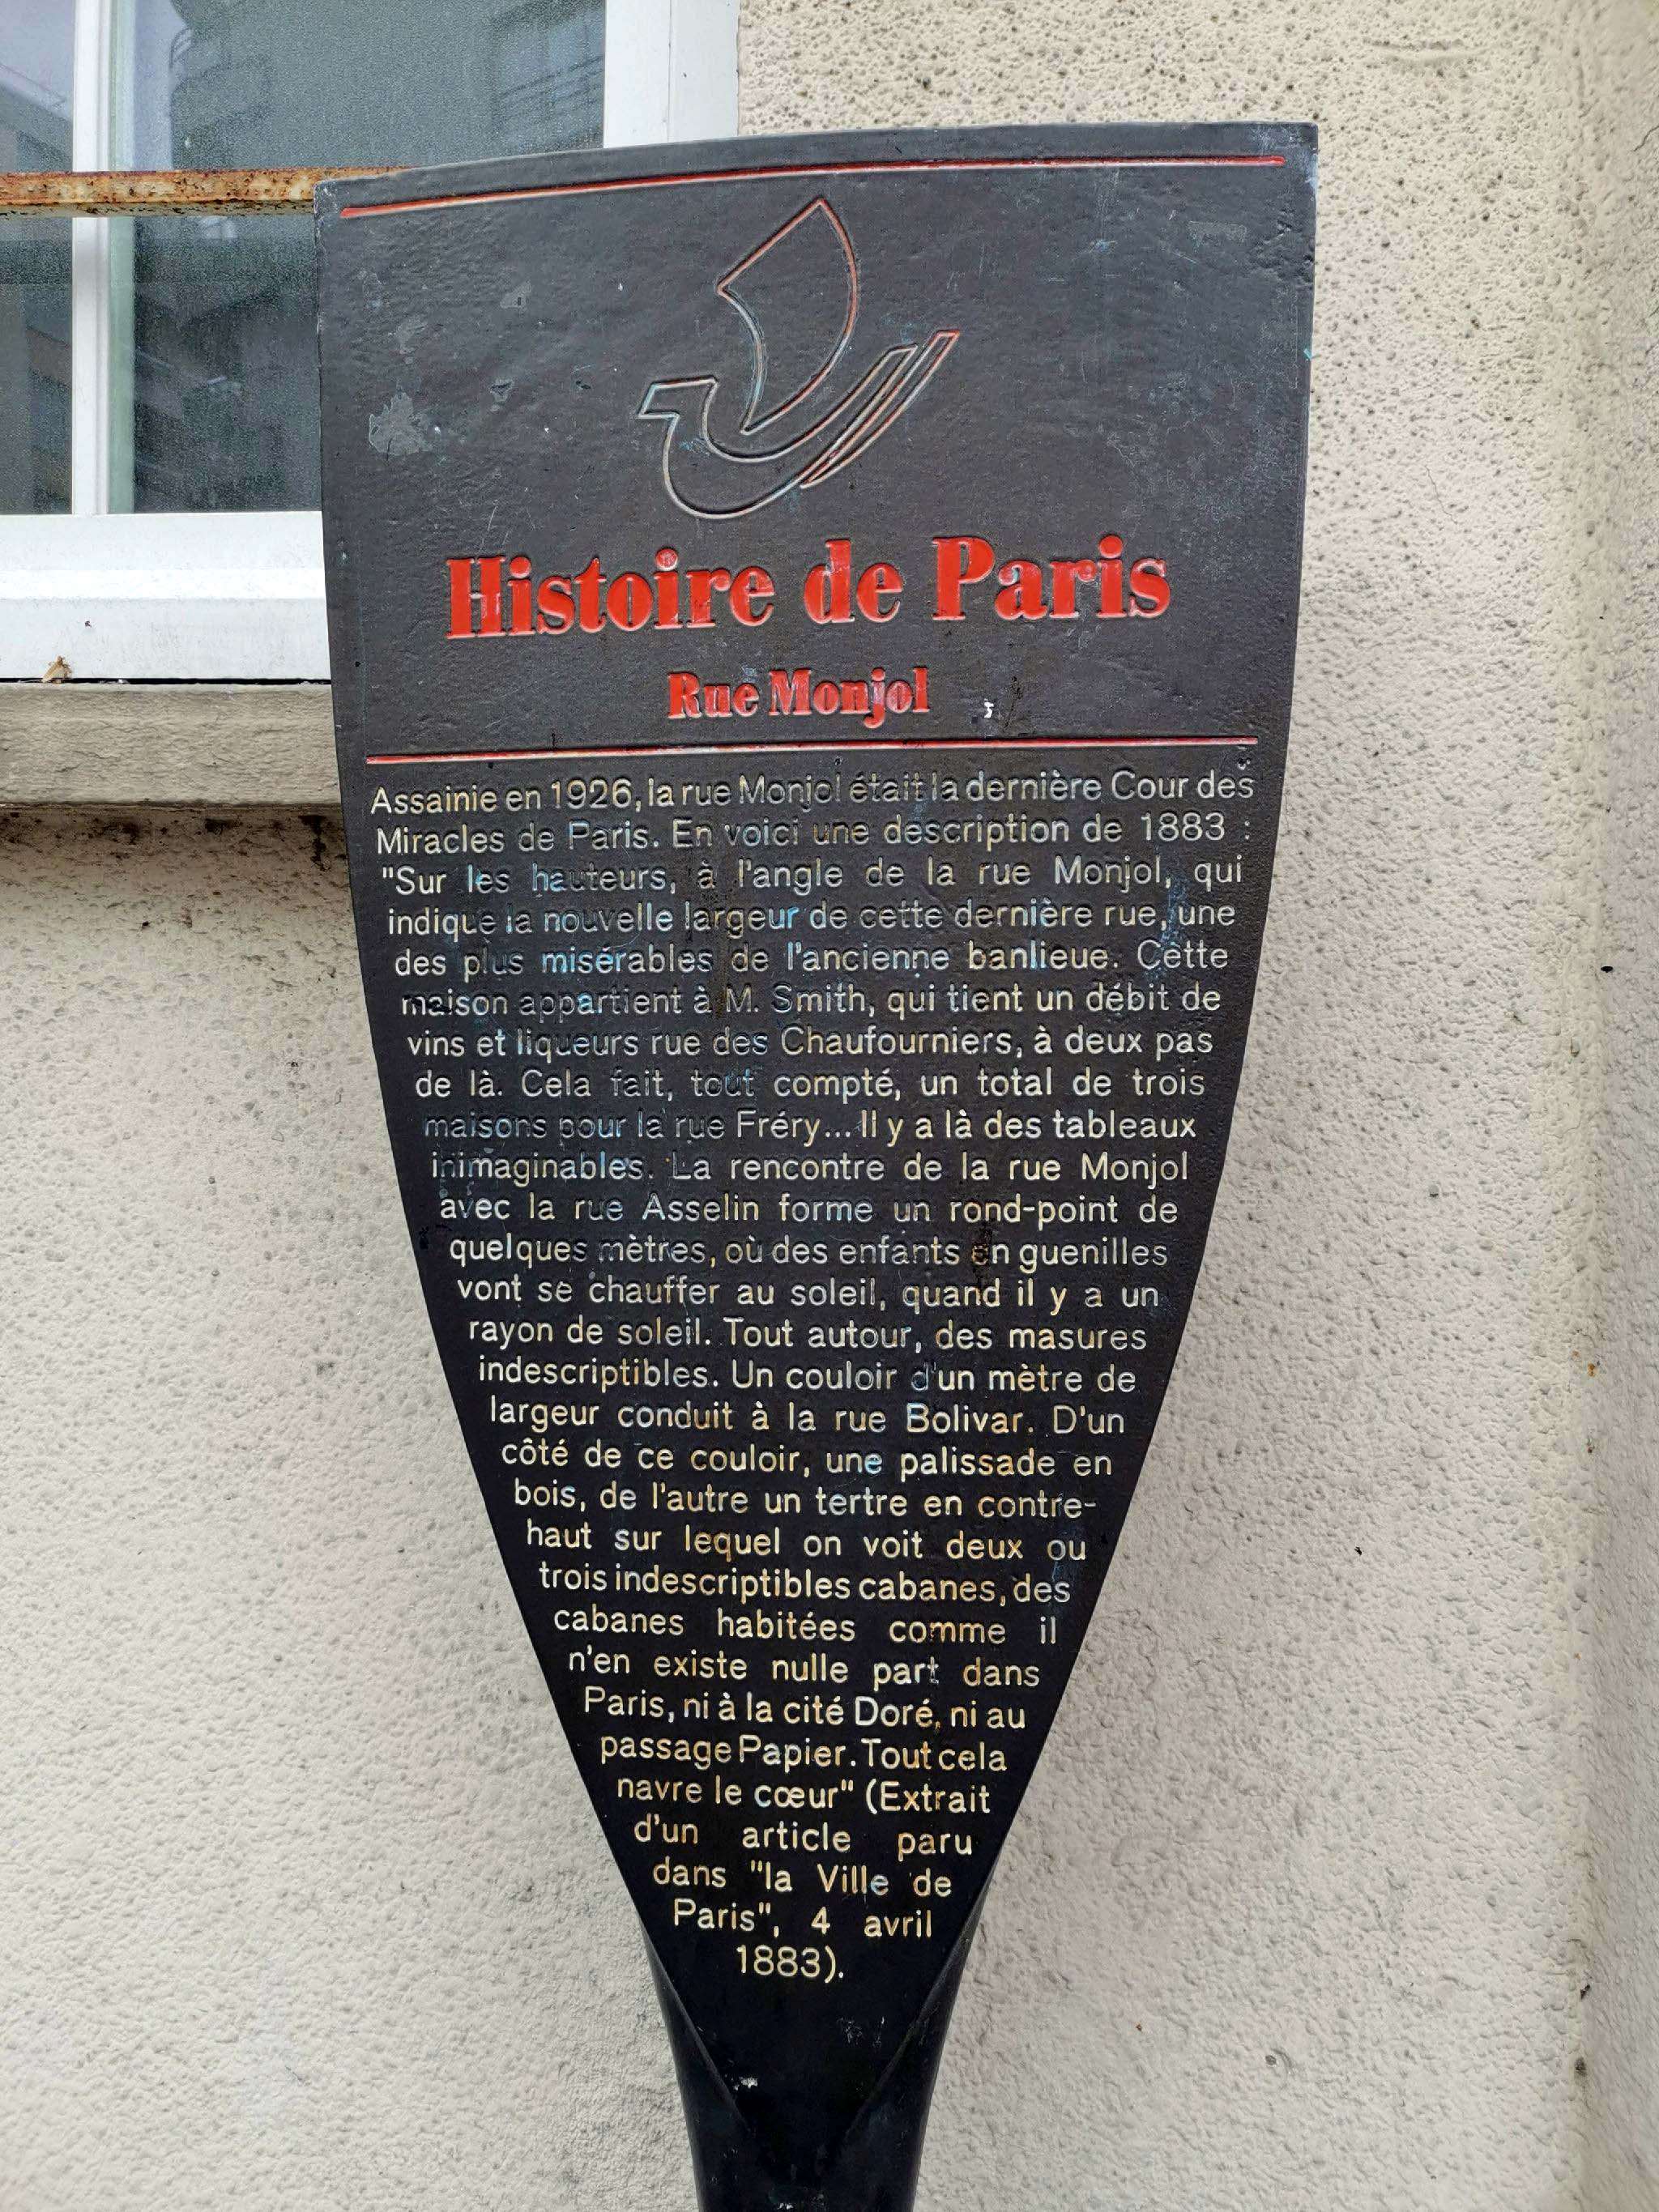 Histoire de Paris
Rue Monjol
Assainie en 1926, la rue Monjol était la dernière Cour des
Miracles de Paris. En voici une description de 1883 :
"Sur les hauteurs, à l'angle de la rue Monjol, qui
indique la nouvelle largeur de cette dernière rue, une
des plus misérables de l'ancienne banlieue. Cette
maison appartient à M. Smith, qui tient un débit de
vins et liqueurs rue des Chaufourniers, à deux pas
de là. Cela fait, tout compté, un total de trois
maisons pour la rue Fréry... Il y a là des tableaux
inimaginables. La rencontre de la rue Monjol
avec la rue Asselin forme un rond-point de
quelques mètres, où des enfants en guenilles
vont se chauffer au soleil, quand il y a un
rayon de soleil. Tout autour, des masures
indescriptibles. Un couloir d'un mètre de
largeur conduit à la rue Bolivar. D'un
côté de ce couloir, une palissade en
bois, de l'autre un tertre en contre-
haut sur lequel on voit deux ou
trois indescriptibles cabanes, des
cabanes habitées comme il
n'en existe nulle part dans
Paris, ni à la cité Doré, ni au
passage Papier. Tout cela
navre le cœur" (Extrait
d'un article paru
dans "la Ville de
Paris", 4 avril
1883).